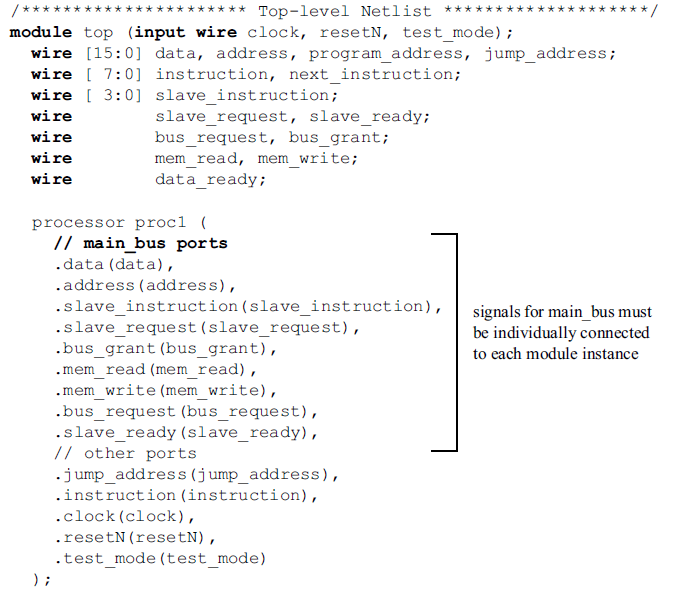 /********************** Top-level Netlist ********************/
module top (input wire clock, resetN, test_mode);
  wire [15:0] data, address, program_address, jump_address;
  wire [ 7:0] instruction, next_instruction;
  wire [ 3:0] slave_instruction;
  wire        slave_request, slave_ready;
  wire        bus_request, bus_grant;
  wire        mem_read, mem_write;
  wire        data_ready;

  processor proc1 (
    // main_bus ports
    .data(data),
    .address(address),
    .slave_instruction(slave_instruction),
    .slave_request(slave_request),
    .bus_grant(bus_grant),
    .mem_read(mem_read),
    .mem_write(mem_write),
    .bus_request(bus_request),
    .slave_ready(slave_ready),
    // other ports
    .jump_address(jump_address),
    .instruction(instruction),
    .clock(clock),
    .resetN(resetN),
    .test_mode(test_mode)
  );
signals for main_bus must
be individually connected
to each module instance